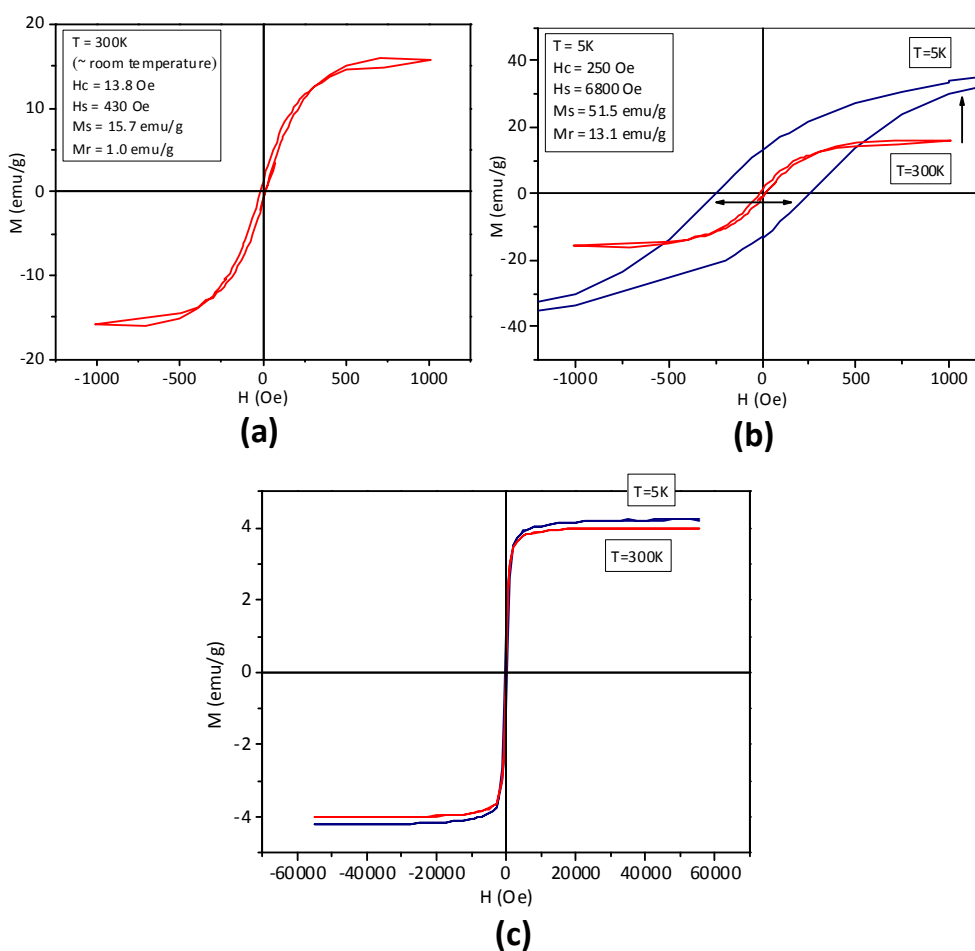 20
10
0
-10
-20
M (emu/g)
T = 300K
(~ room temperature)
Hc = 13.8 Oe
Hs = 430 Oe
Ms = 15.7 emu/g
Mr = 1.0 emu/g
-1000 -500 0 500 1000
H (Oe)
(a)
40
20
0
-20
-40
M (emu/g)
T = 5K
Hc = 250 Oe
Hs = 6800 Oe
Ms = 51.5 emu/g
Mr = 13.1 emu/g
T=5K
T=300K
-1000 -500 0 500 1000
H (Oe)
(b)
4
2
0
-2
-4
M (emu/g)
T=5K
T=300K
-60000 -40000 -20000 0 20000 40000 60000
H (Oe)
(c)